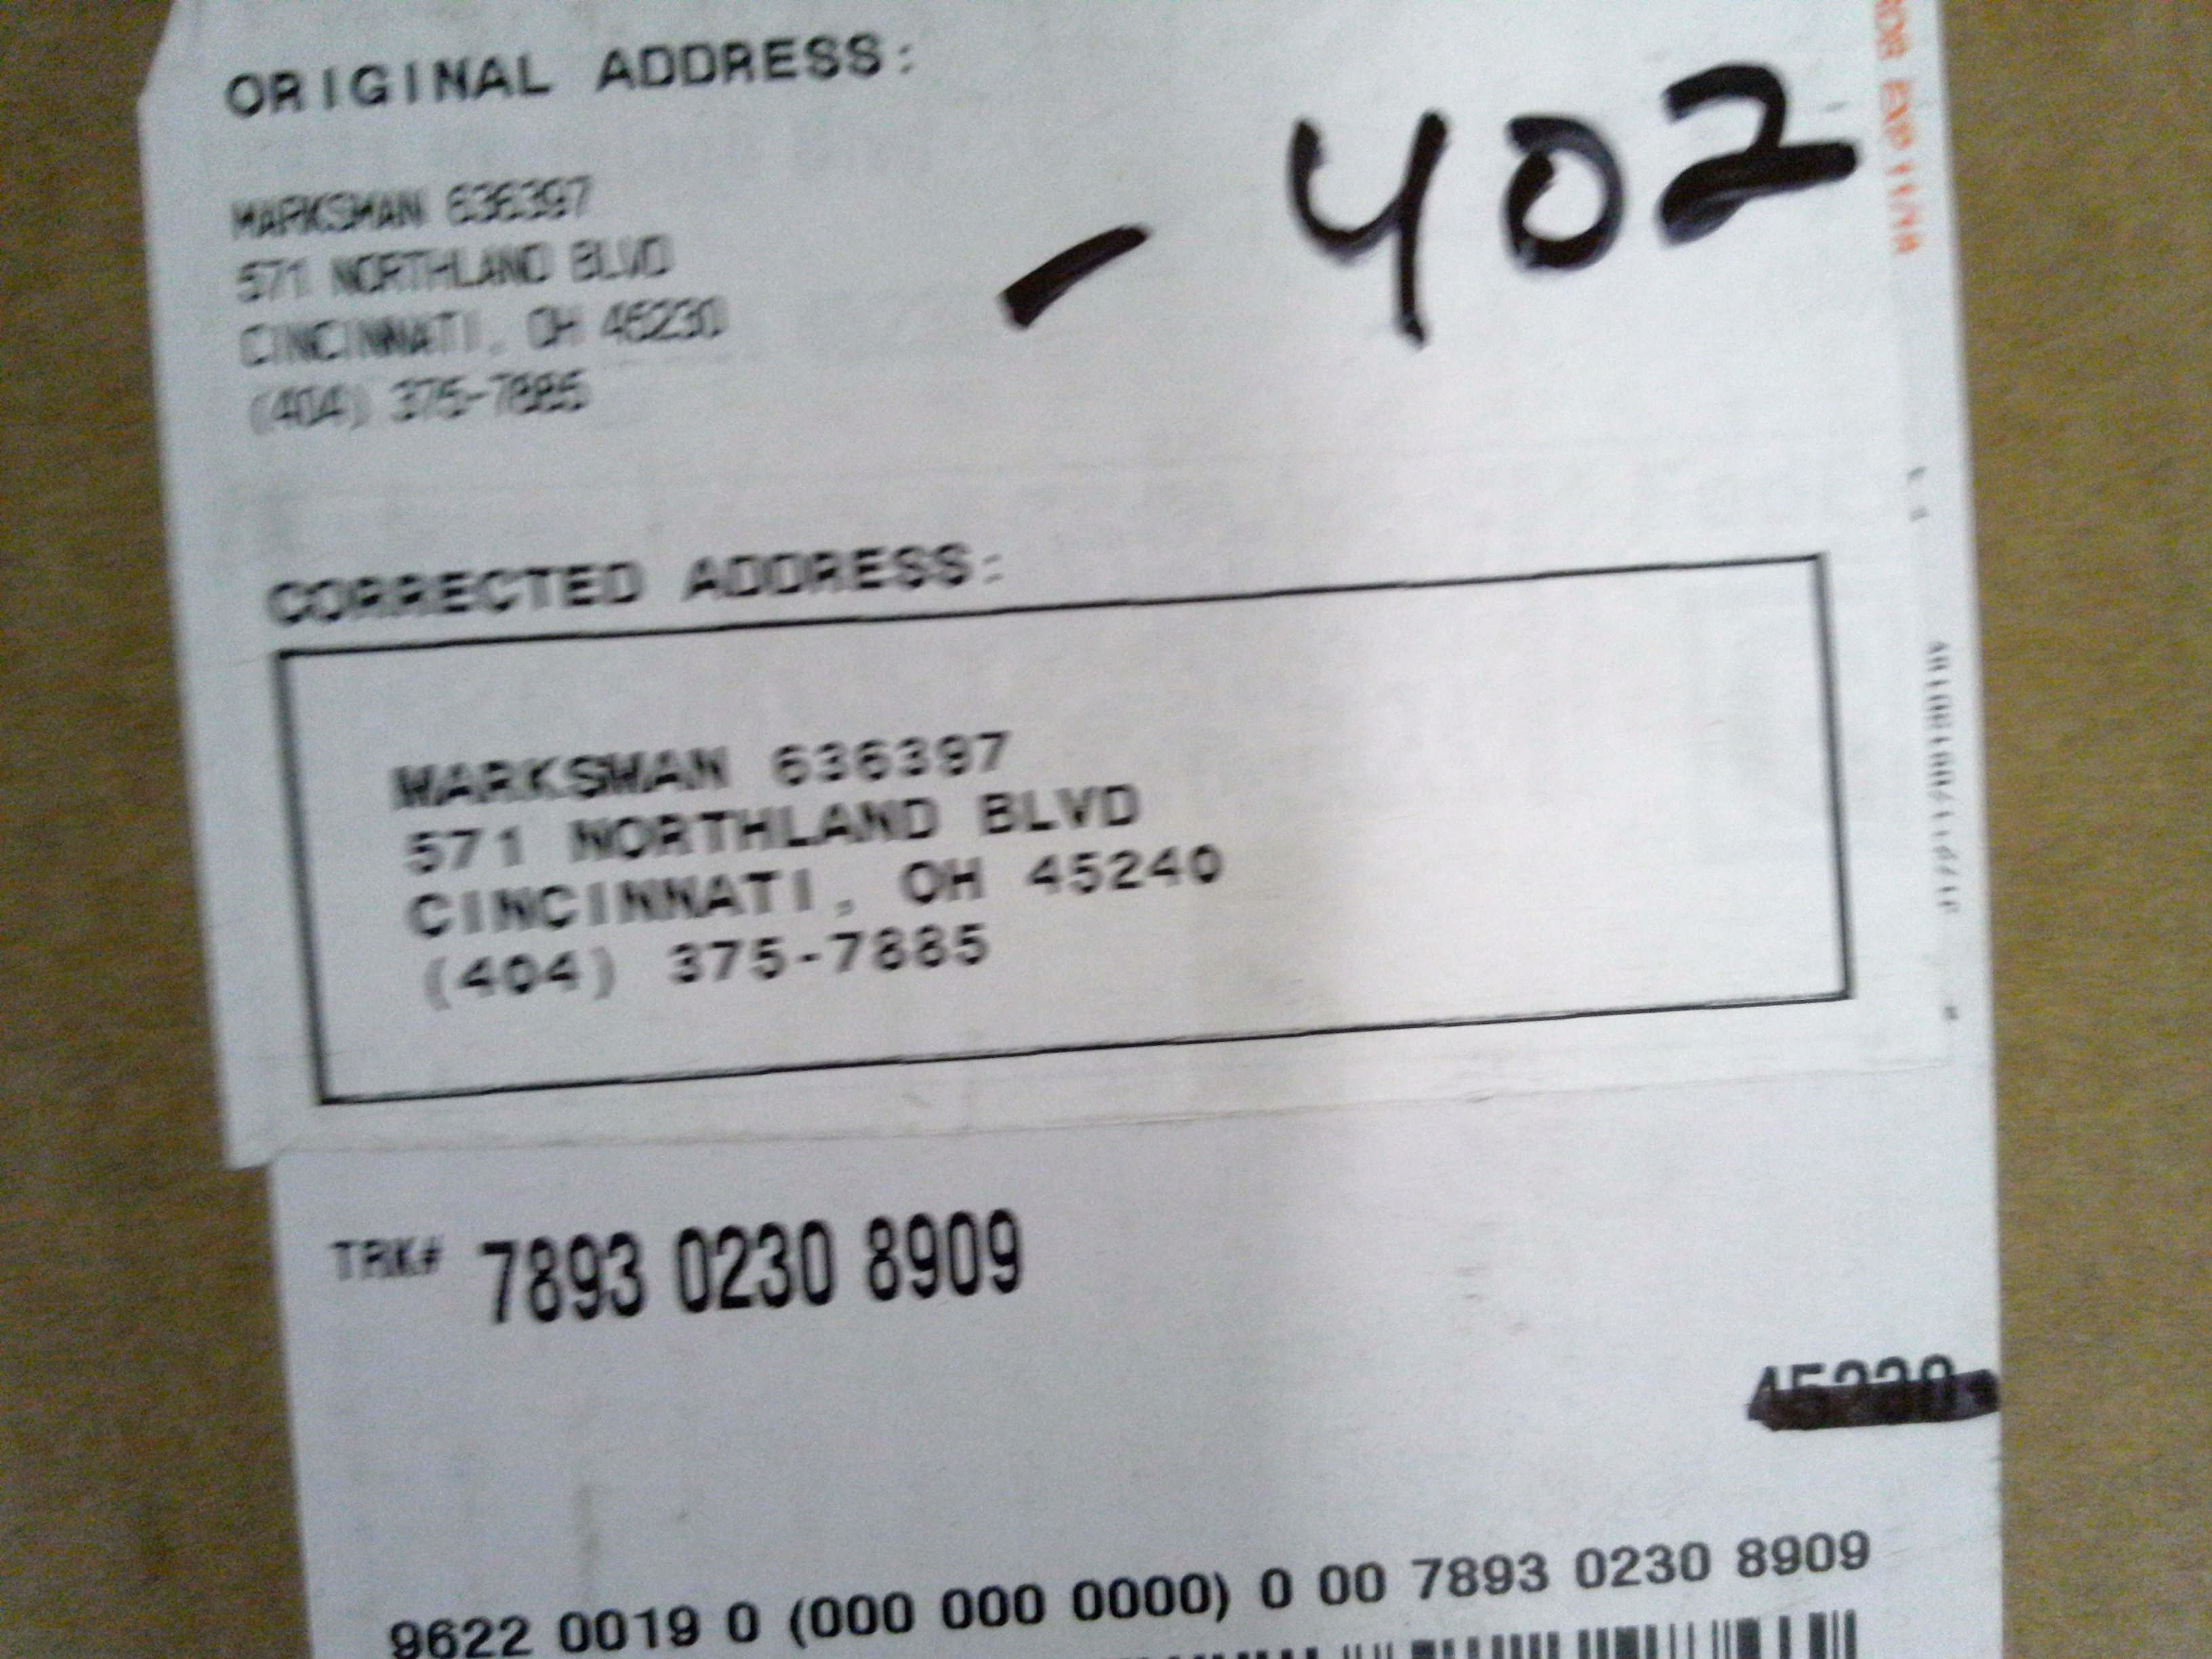 ORIGINAL ADDRESS:
- 402
MARKSMAN 636397
571 NORTHLAND BLVD
CINCINNATI, OH 45230
(404) 375-7885
CORRECTED ADDRESS:
MARKSMAN 636397
571 NORTHLAND BLVD
CINCINNATI, OH 45240
(404) 375-7885
TRK# 7893 0230 8909
45230
9622 0019 0 (000 000 0000) 0 00 7893 0230 8909